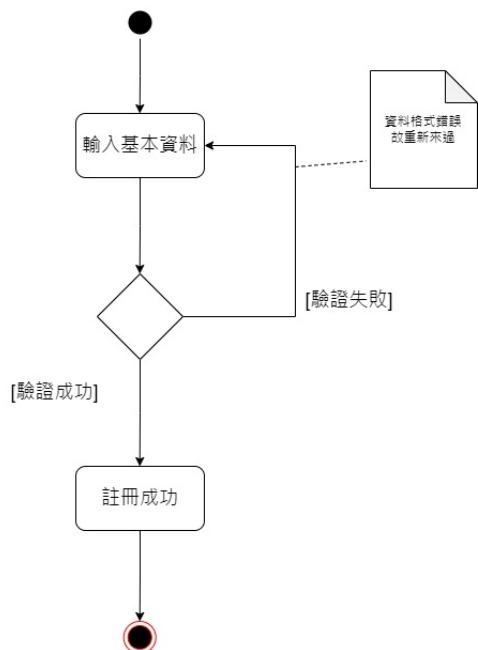 輸入基本資料
資料格式錯誤
故重新來過
[驗證失敗]
[驗證成功]
註冊成功